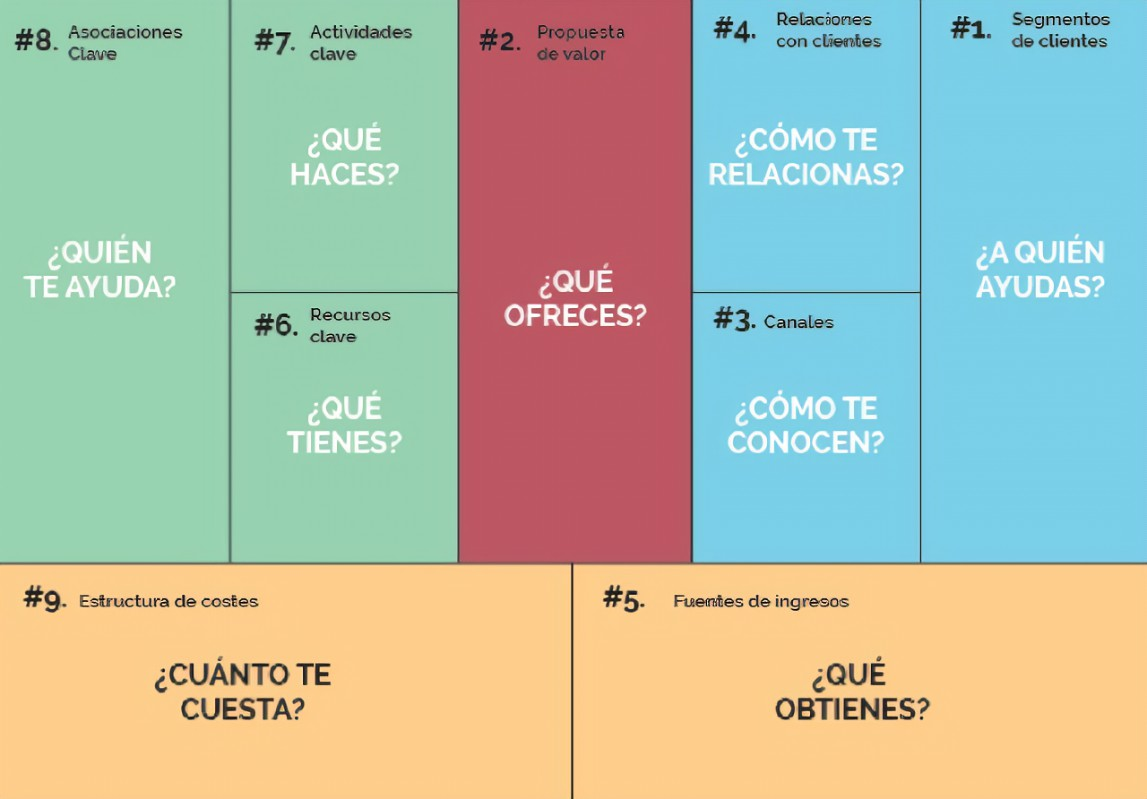 #8. Asociaciones
Clave
¿QUIÉN
TE AYUDA?
#7. Actividades
clave
¿QUÉ
HACES?
#6. Recursos
clave
¿QUÉ
TIENES?
#2. Propuesta
de valor
¿QUÉ
OFRECES?
#4. Relaciones
con clientes
¿CÓMO TE
RELACIONAS?
#3. Canales
¿CÓMO TE
CONOCEN?
#1. Segmentos
de clientes
¿A QUIÉN
AYUDAS?
#9. Estructura de costes
¿CUÁNTO TE
CUESTA?
#5. Fuentes de ingresos
¿QUÉ
OBTIENES?